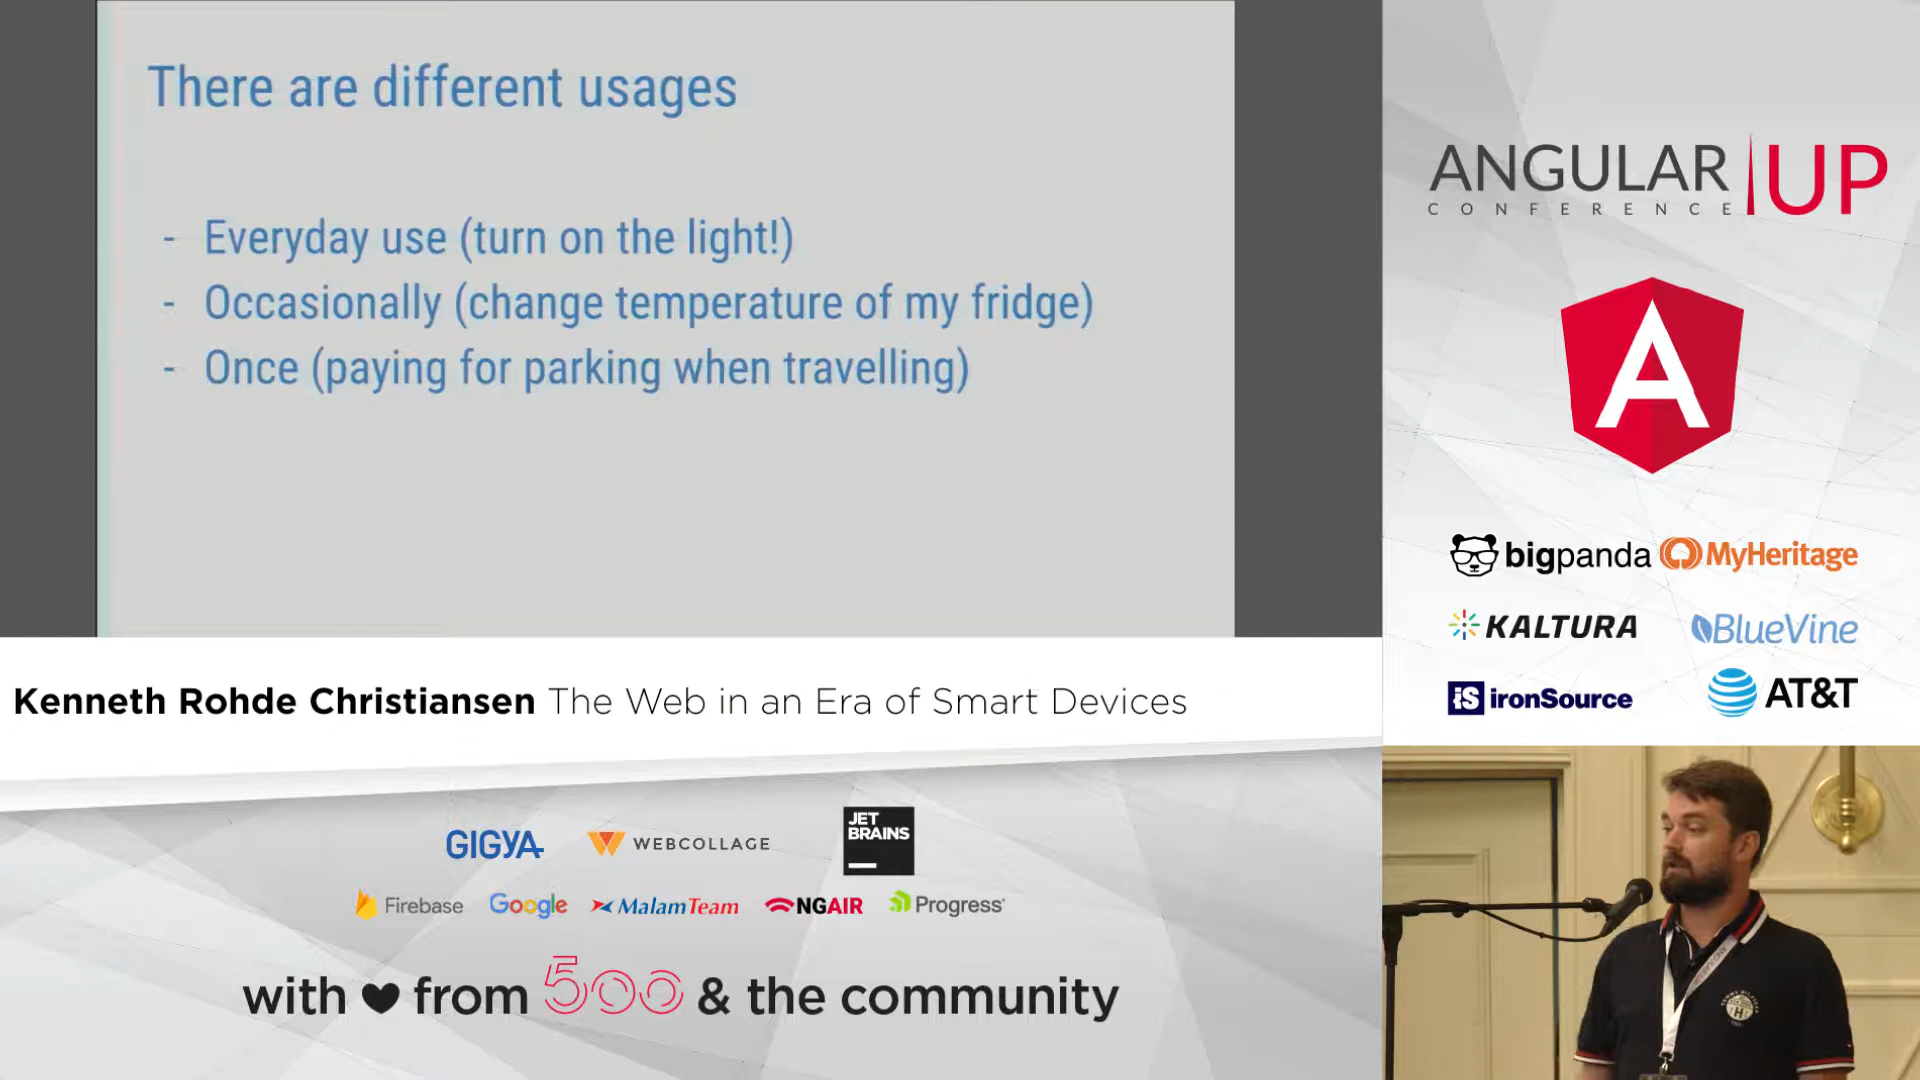 There are different usages
- Everyday use (turn on the light!)
- Occasionally (change temperature of my fridge)
- Once (paying for parking when travelling)
Kenneth Rohde Christiansen The Web in an Era of Smart Devices
GIGYA WEBCOLLAGE JET BRAINS
Firebase Google MalamTeam NGAIR Progress
with from 500 & the community
ANGULAR UP
CONFERENCE
A
bigpanda MyHeritage
KALTURA BlueVine
iS ironSource AT&T